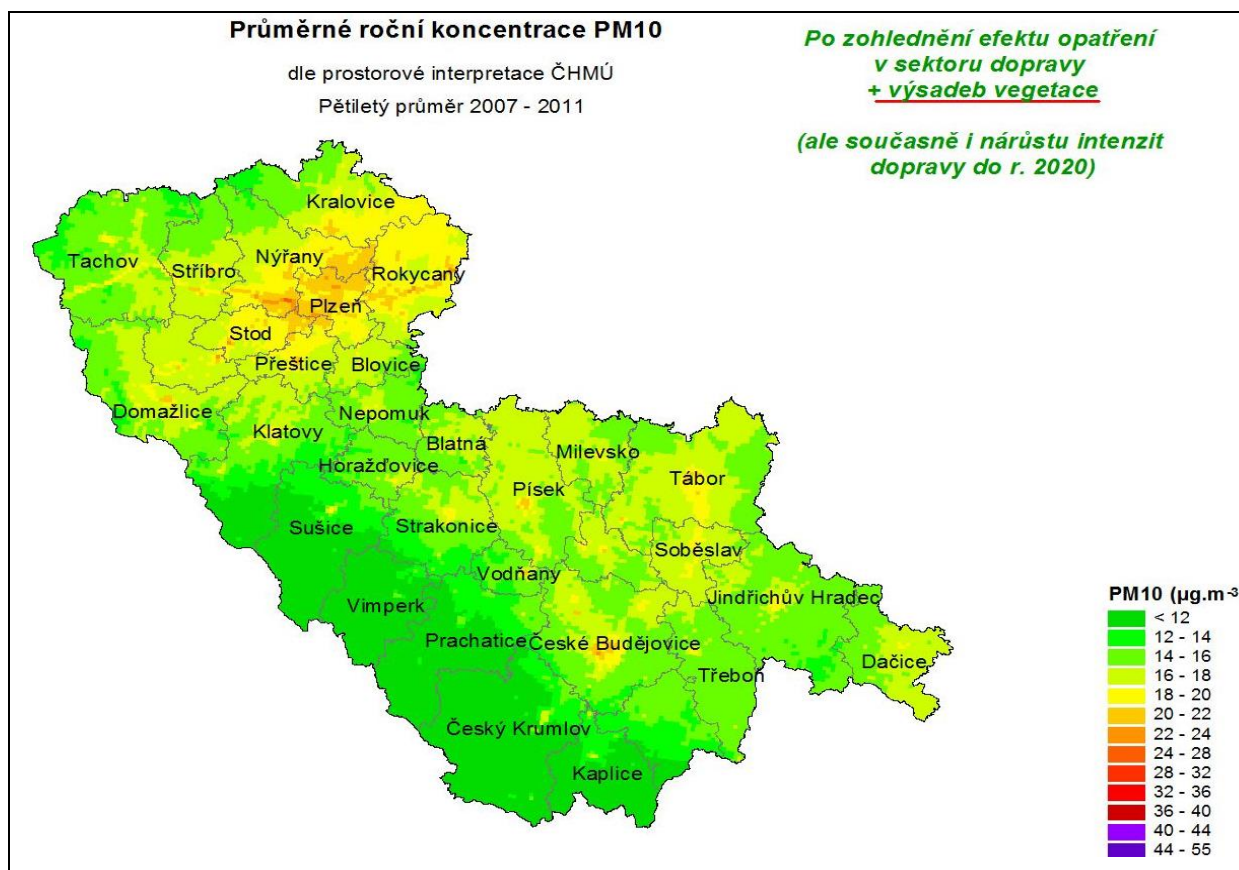 Průměrné roční koncentrace PM10
dle prostorové interpretace ČHMÚ
Pětiletý průměr 2007 - 2011
Po zohlednění efektu opatření
v sektoru dopravy
+ výsadeb vegetace
(ale současně i nárůstu intenzit
dopravy do r. 2020)
Kralovice
Tachov
Stříbro
Nýřany
Rokycany
Plzeň
Stod
Přeštice
Blovice
Domažlice
Klatovy
Nepomuk
Blatná
Milevsko
Horažďovice
Písek
Tábor
Sušice
Strakonice
Soběslav
Vodňany
Vimperk
Jindřichův Hradec
Prachatice
České Budějovice
Třeboň
Dačice
Český Krumlov
Kaplice
PM10 (µg.m-3
< 12
12 - 14
14 - 16
16 - 18
18 - 20
20 - 22
22 - 24
24 - 28
28 - 32
32 - 36
36 - 40
40 - 44
44 - 55